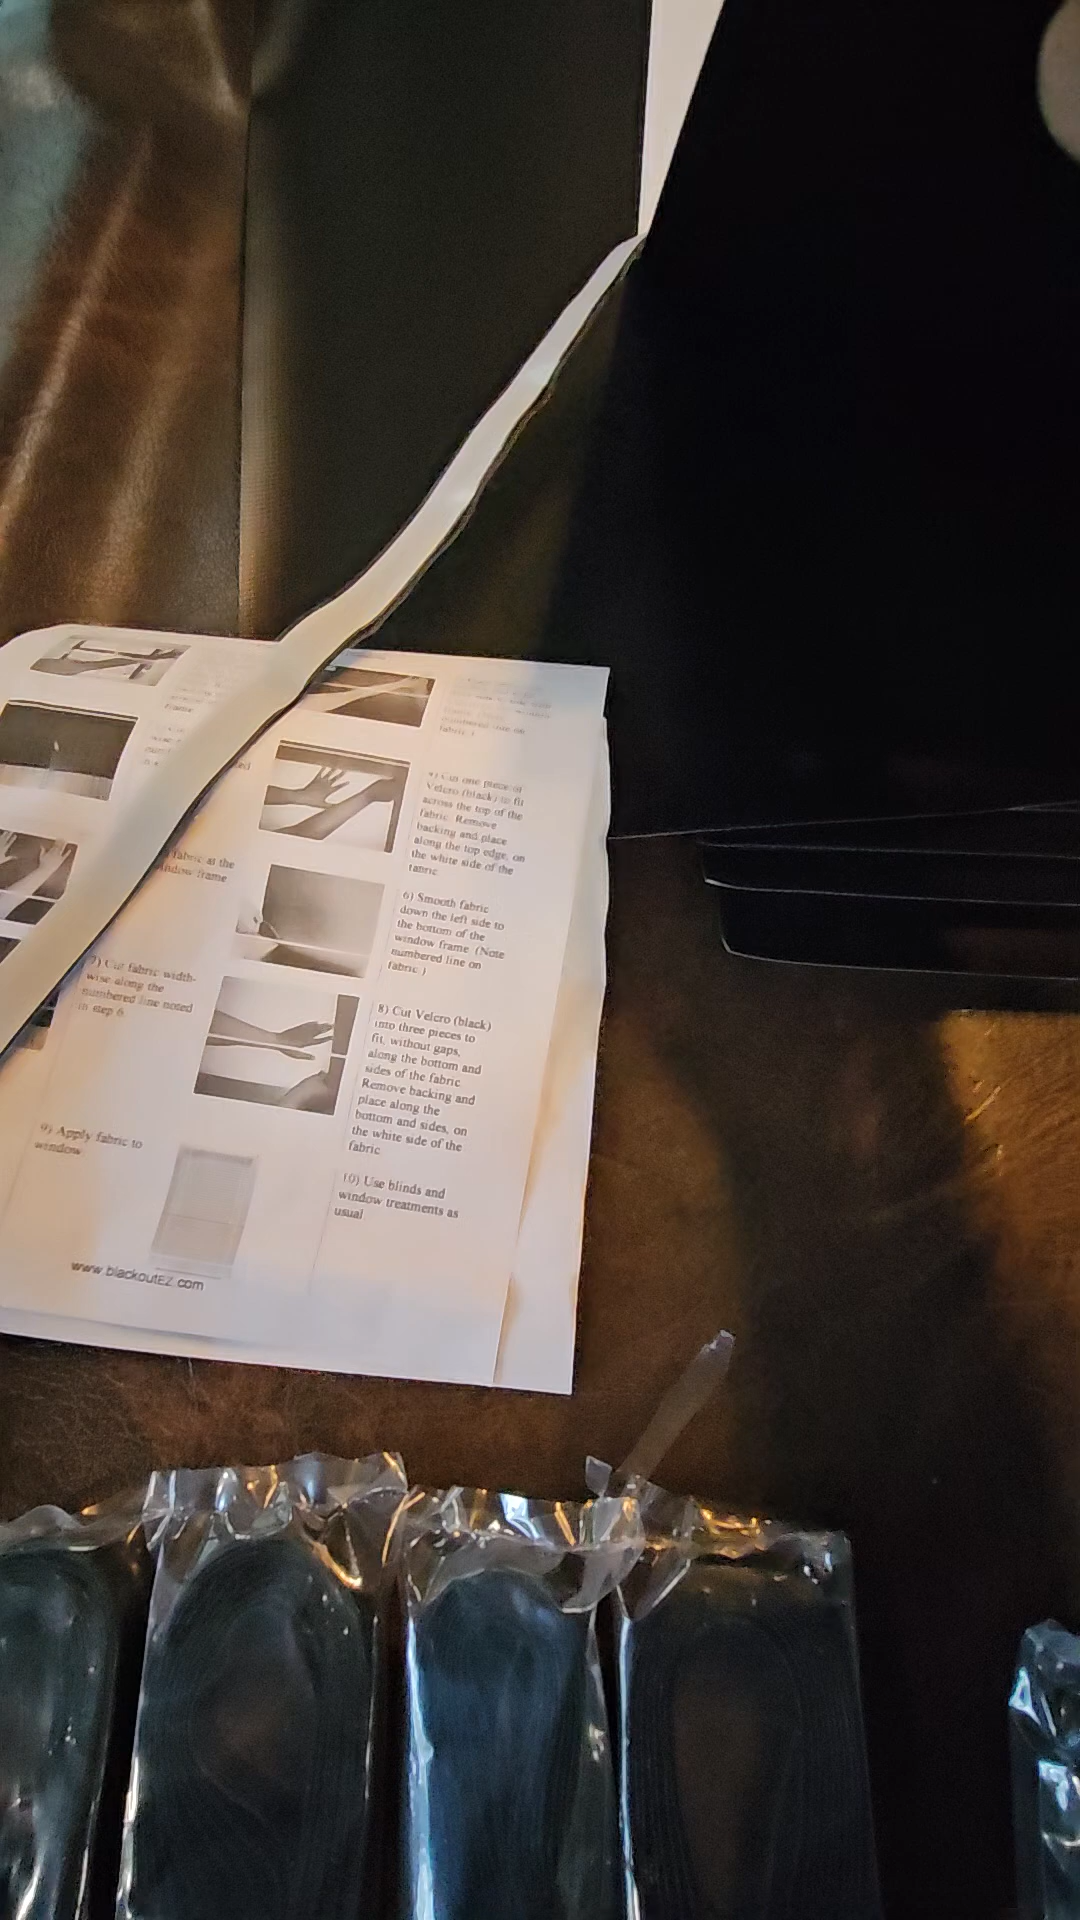 numbered line on
fabric.)
4) Cut one piece of
Velcro (black) to fit
across the top of the
fabric. Remove
backing and place
along the top edge, on
the white side of the
fabric
fabric at the
window frame
6) Smooth fabric
down the left side to
the bottom of the
window frame. (Note
numbered line on
fabric.)
7) Cut fabric width-
wise along the
numbered line noted
in step 6.
8) Cut Velcro (black)
into three pieces to
fit, without gaps,
along the bottom and
sides of the fabric
Remove backing and
place along the
bottom and sides, on
the white side of the
fabric
9) Apply fabric to
window
10) Use blinds and
window treatments as
usual
www.blackoutEZ.com